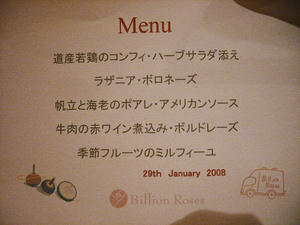 Menu
道産若鶏のコンフィ・ハーブサラダ添え
ラザニア・ボロネーズ
帆立と海老のポアレ・アメリカンソース
牛肉の赤ワイン煮込み・ボルドレーズ
季節フルーツのミルフィーユ
29th January 2008
Billion Roses
Billion
Roses